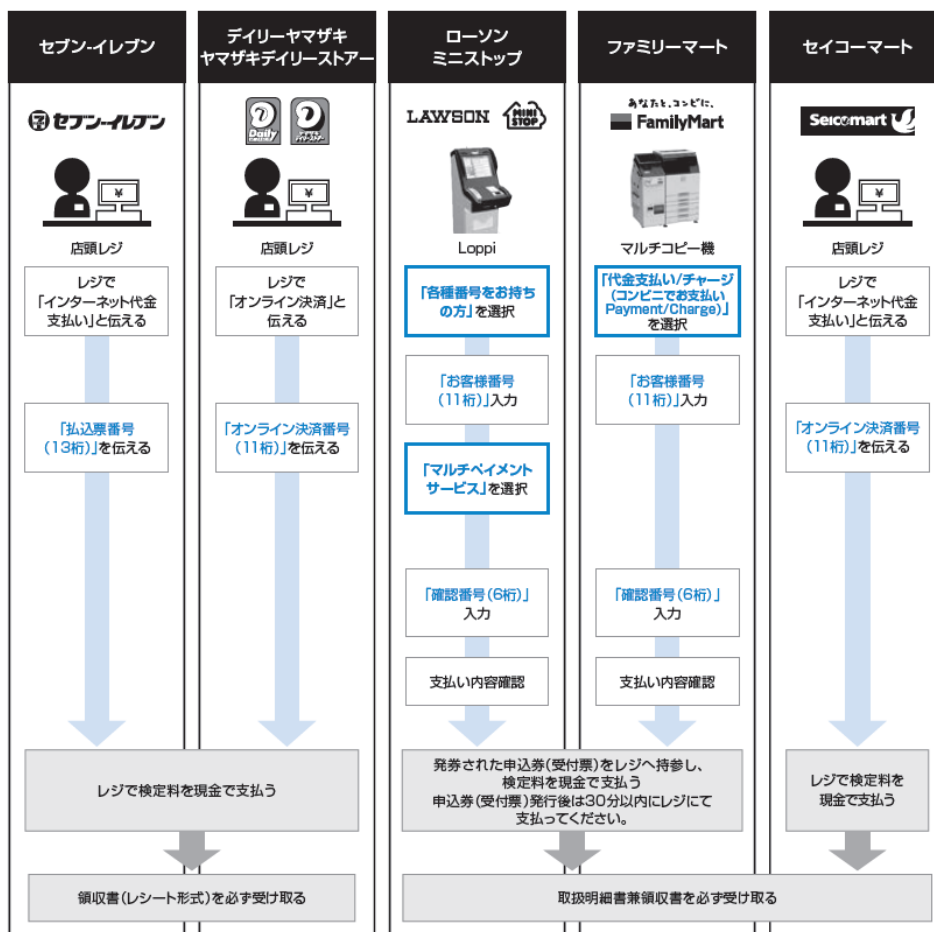 セブン-イレブン
デイリーヤマザキ
ヤマザキデイリーストアー
ローソン
ミニストップ
ファミリーマート
セイコーマート
セブン-イレブン
Daily
LAWSON
MINI
STOP
あなたと、コンビに、
FamilyMart
Seicomart
¥
¥
¥
店頭レジ
店頭レジ
Loppi
マルチコピー機
店頭レジ
レジで
「インターネット代金
支払い」と伝える
「払込票番号
(13桁)」を伝える
レジで
「オンライン決済」と
伝える
「オンライン決済番号
(11桁)」を伝える
「各種番号をお持ち
の方」を選択
「お客様番号
(11桁)」入力
「マルチペイメント
サービス」を選択
「確認番号(6桁)」
入力
支払い内容確認
「代金支払い/チャージ
(コンビニでお支払い
Payment/Charge)」
を選択
「お客様番号
(11桁)」入力
「確認番号(6桁)」
入力
支払い内容確認
レジで
「インターネット代金
支払い」と伝える
「オンライン決済番号
(11桁)」を伝える
レジで検定料を現金で支払う
発券された申込券(受付票)をレジへ持参し、
検定料を現金で支払う
申込券(受付票)発行後は30分以内にレジにて
支払ってください。
レジで検定料を
現金で支払う
領収書(レシート形式)を必ず受け取る
取扱明細書兼領収書を必ず受け取る